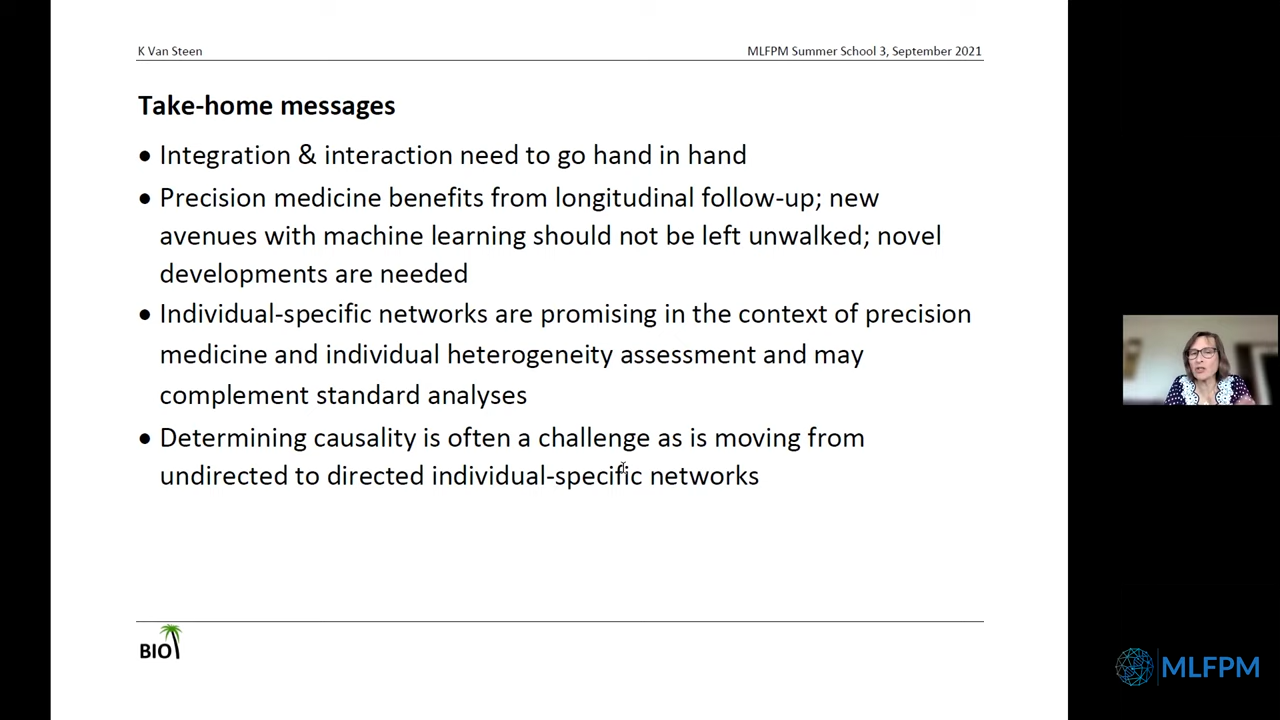 K Van Steen
MLFPM Summer School 3, September 2021
Take-home messages
• Integration & interaction need to go hand in hand
• Precision medicine benefits from longitudinal follow-up; new
avenues with machine learning should not be left unwalked; novel
developments are needed
• Individual-specific networks are promising in the context of precision
medicine and individual heterogeneity assessment and may
complement standard analyses
• Determining causality is often a challenge as is moving from
undirected to directed individual-specific networks
BIO
MLFPM